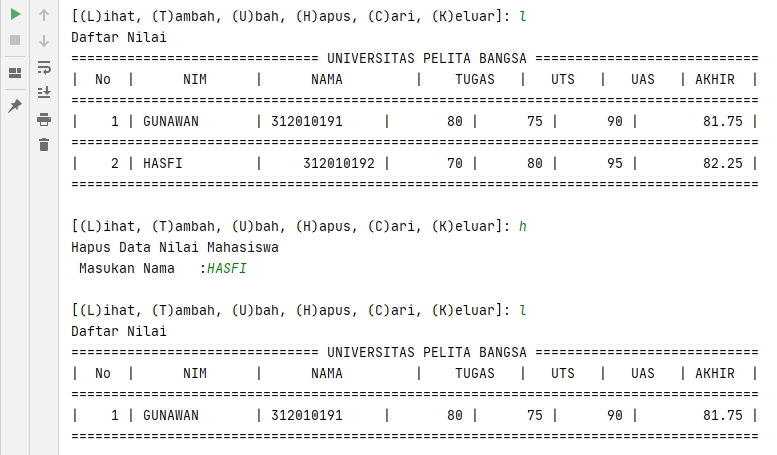 [(L)ihat, (T)ambah, (U)bah, (H)apus, (C)ari, (K)eluar]: l
Daftar Nilai
=============================== UNIVERSITAS PELITA BANGSA ============================
|  No  |      NIM      |      NAMA         |    TUGAS   |   UTS   |   UAS   | AKHIR  |
======================================================================================
|    1 | GUNAWAN       | 312010191     |       80 |      75 |      90 |        81.75 |
======================================================================================
|    2 | HASFI         |     312010192 |       70 |      80 |      95 |        82.25 |
======================================================================================

[(L)ihat, (T)ambah, (U)bah, (H)apus, (C)ari, (K)eluar]: h
Hapus Data Nilai Mahasiswa
 Masukan Nama   :HASFI

[(L)ihat, (T)ambah, (U)bah, (H)apus, (C)ari, (K)eluar]: l
Daftar Nilai
=============================== UNIVERSITAS PELITA BANGSA ============================
|  No  |      NIM      |      NAMA         |    TUGAS   |   UTS   |   UAS   | AKHIR  |
======================================================================================
|    1 | GUNAWAN       | 312010191     |       80 |      75 |      90 |        81.75 |
======================================================================================